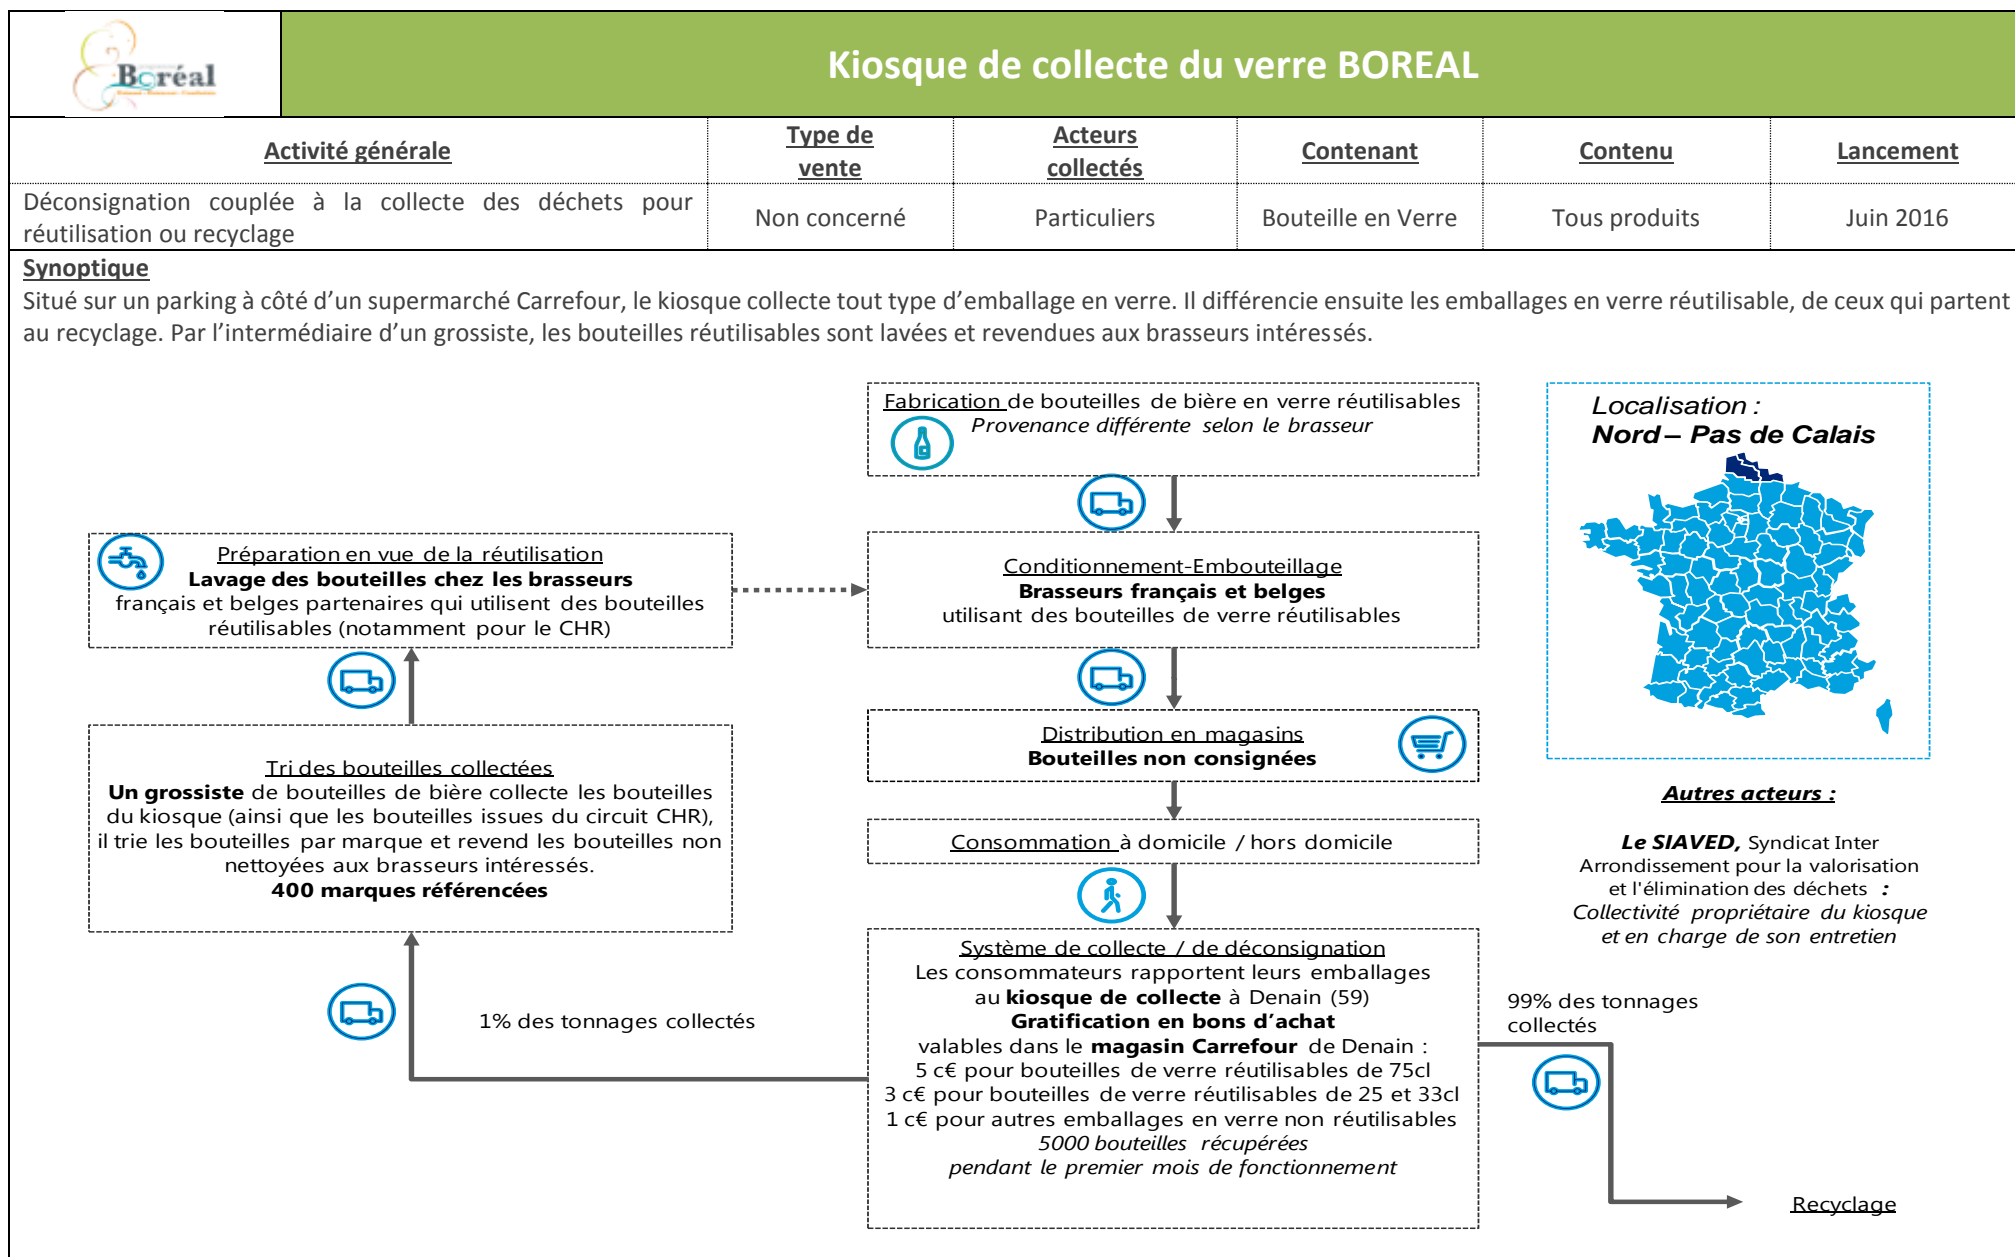 Boréal
Kiosque de collecte du verre BOREAL
Activité générale
Type de
vente
Acteurs
collectés
Contenant
Contenu
Lancement
Déconsignation couplée à la collecte des déchets pour
réutilisation ou recyclage
Non concerné
Particuliers
Bouteille en Verre
Tous produits
Juin 2016
Synoptique
Situé sur un parking à côté d'un supermarché Carrefour, le kiosque collecte tout type d'emballage en verre. Il différencie ensuite les emballages en verre réutilisable, de ceux qui partent
au recyclage. Par l'intermédiaire d'un grossiste, les bouteilles réutilisables sont lavées et revendues aux brasseurs intéressés.
Fabrication de bouteilles de bière en verre réutilisables
Provenance différente selon le brasseur
Localisation :
Nord – Pas de Calais
Préparation en vue de la réutilisation
Lavage des bouteilles chez les brasseurs
français et belges partenaires qui utilisent des bouteilles
réutilisables (notamment pour le CHR)
Conditionnement-Embouteillage
Brasseurs français et belges
utilisant des bouteilles de verre réutilisables
Distribution en magasins
Bouteilles non consignées
Tri des bouteilles collectées
Un grossiste de bouteilles de bière collecte les bouteilles
du kiosque (ainsi que les bouteilles issues du circuit CHR),
il trie les bouteilles par marque et revend les bouteilles non
nettoyées aux brasseurs intéressés.
400 marques référencées
Consommation à domicile / hors domicile
Autres acteurs :
Le SIAVED, Syndicat Inter
Arrondissement pour la valorisation
et l'élimination des déchets :
Collectivité propriétaire du kiosque
et en charge de son entretien
Système de collecte / de déconsignation
Les consommateurs rapportent leurs emballages
au kiosque de collecte à Denain (59)
Gratification en bons d'achat
valables dans le magasin Carrefour de Denain :
5 c€ pour bouteilles de verre réutilisables de 75cl
3 c€ pour bouteilles de verre réutilisables de 25 et 33cl
1 c€ pour autres emballages en verre non réutilisables
5000 bouteilles récupérées
pendant le premier mois de fonctionnement
1% des tonnages collectés
99% des tonnages
collectés
Recyclage